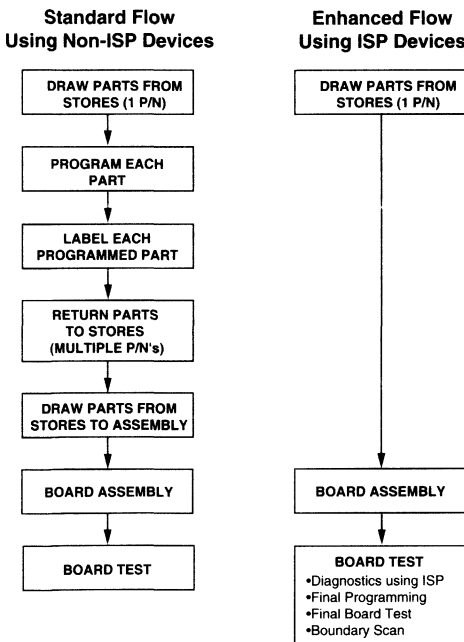 Standard Flow
Using Non-ISP Devices
DRAW PARTS FROM
STORES (1 P/N)
PROGRAM EACH
PART
LABEL EACH
PROGRAMMED PART
RETURN PARTS
TO STORES
(MULTIPLE P/N's)
DRAW PARTS FROM
STORES TO ASSEMBLY
BOARD ASSEMBLY
BOARD TEST
Enhanced Flow
Using ISP Devices
DRAW PARTS FROM
STORES (1 P/N)
BOARD ASSEMBLY
BOARD TEST
•Diagnostics using ISP
•Final Programming
•Final Board Test
•Boundary Scan